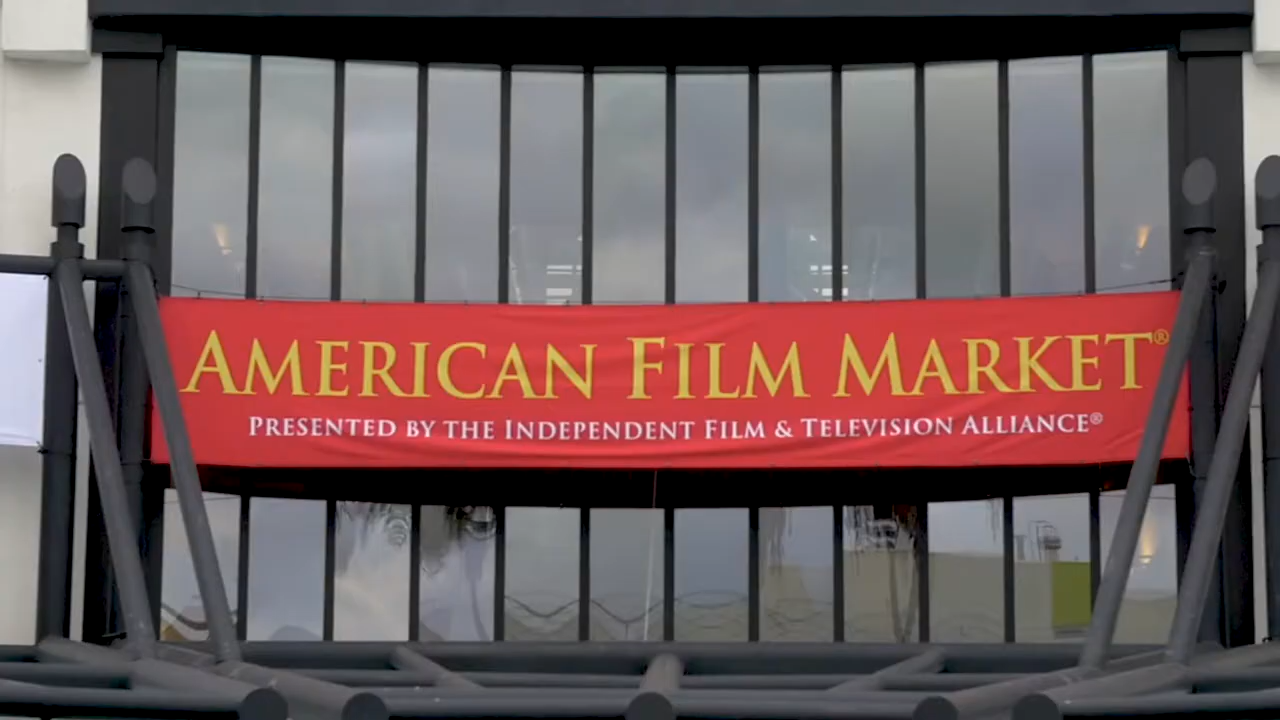 AMERICAN FILM MARKET®
PRESENTED BY THE INDEPENDENT FILM & TELEVISION ALLIANCE®